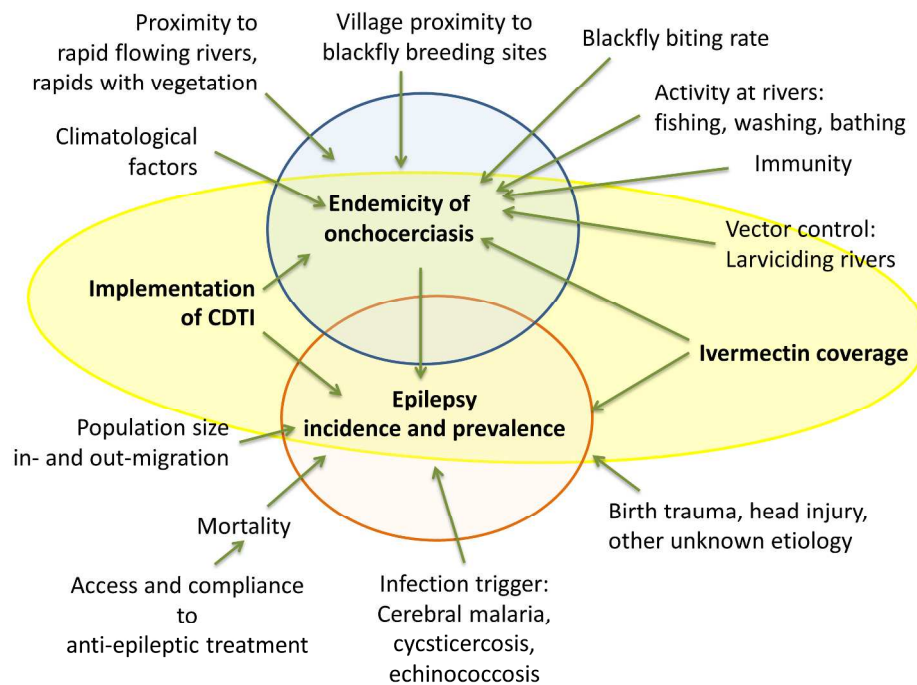 Proximity to
rapid flowing rivers,
rapids with vegetation
Village proximity to
blackfly breeding sites
Blackfly biting rate
Activity at rivers:
fishing, washing, bathing
Climatological
factors
Immunity
Endemicity of
onchocerciasis
Vector control:
Larviciding rivers
Implementation
of CDTI
Ivermectin coverage
Epilepsy
incidence and prevalence
Population size
in- and out-migration
Mortality
Birth trauma, head injury,
other unknown etiology
Access and compliance
to
anti-epileptic treatment
Infection trigger:
Cerebral malaria,
cycsticercosis,
echinococcosis